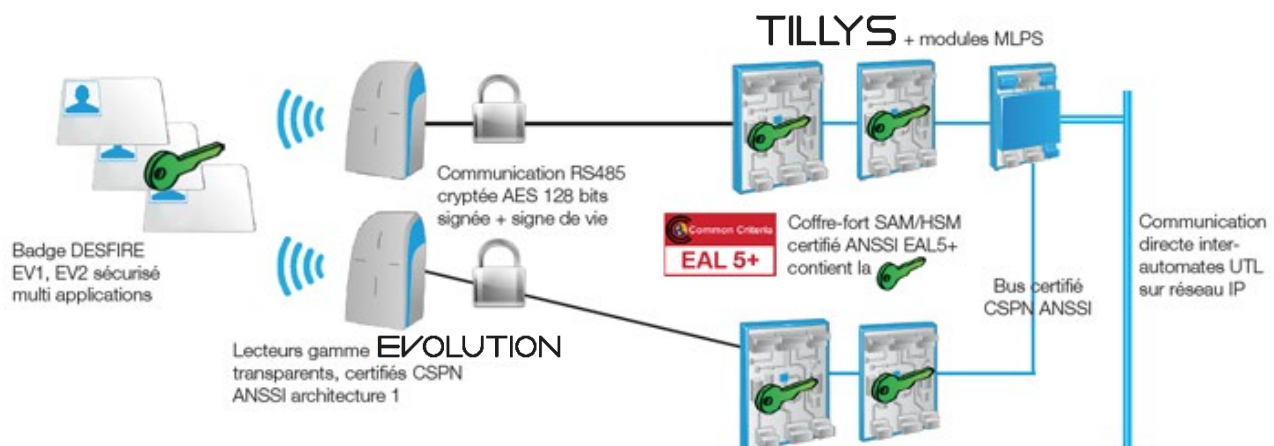 TILLYS + modules MLPS
Communication RS485
cryptée AES 128 bits
signée + signe de vie
Badge DESFIRE
EV1, EV2 sécurisé
multi applications
Common Criteria
EAL 5+
Coffre-fort SAM/HSM
certifié ANSSI EAL5+
contient la
Bus certifié
CSPN ANSSI
Communication
directe inter-
automates UTL
sur réseau IP
Lecteurs gamme EVOLUTION
transparents, certifiés CSPN
ANSSI architecture 1